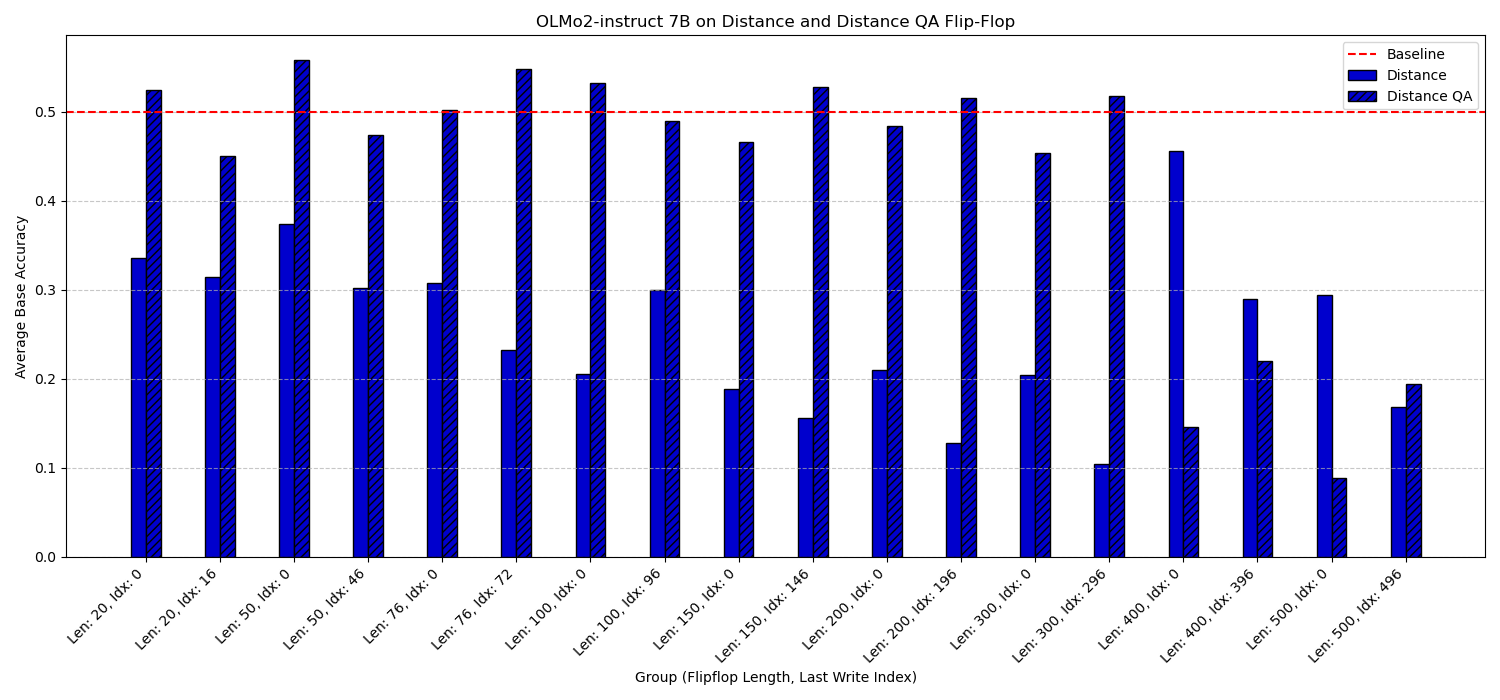 OLMo2-instruct 7B on Distance and Distance QA Flip-Flop
Baseline
Distance
Distance QA
Average Base Accuracy
0.5
0.4
0.3
0.2
0.1
0.0
Len: 20, Idx: 0
Len: 20, Idx: 16
Len: 50, Idx: 0
Len: 50, Idx: 46
Len: 76, Idx: 0
Len: 76, Idx: 72
Len: 100, Idx: 0
Len: 100, Idx: 96
Len: 150, Idx: 0
Len: 150, Idx: 146
Len: 200, Idx: 0
Len: 200, Idx: 196
Len: 300, Idx: 0
Len: 300, Idx: 296
Len: 400, Idx: 0
Len: 400, Idx: 396
Len: 500, Idx: 0
Len: 500, Idx: 496
Group (Flipflop Length, Last Write Index)